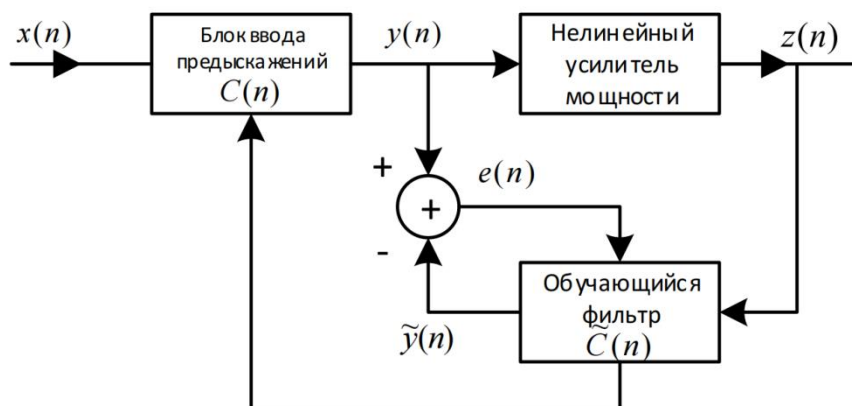 x(n)
Блок ввода
предыскажений
C(n)
y(n)
Нелинейный
усилитель
мощности
z(n)
+
e(n)
+
-
ỹ(n)
Обучающийся
фильтр
C̃(n)